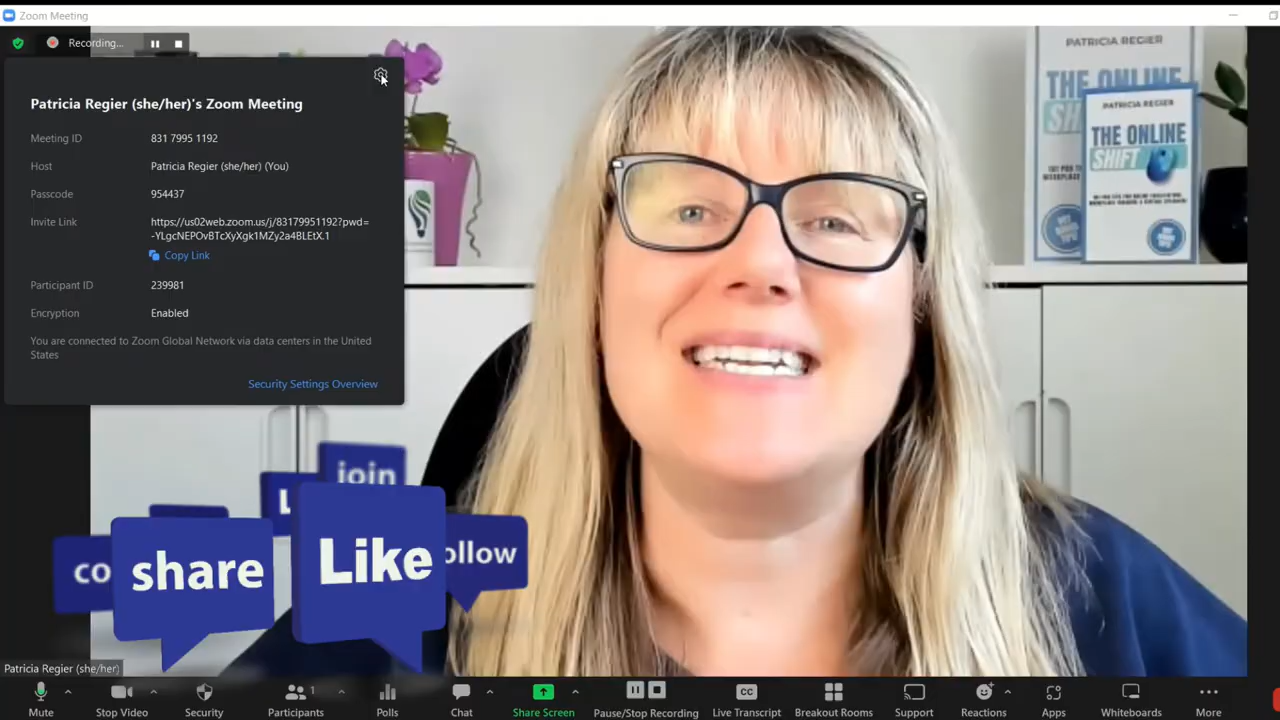 Zoom Meeting
Recording...
Patricia Regier (she/her)'s Zoom Meeting
Meeting ID 831 7995 1192
Host Patricia Regier (she/her) (You)
Passcode 954437
Invite Link https://us02web.zoom.us/j/83179951192?pwd=
-YLgcNEPOvBTcXyXgk1MZy2a4BLEtX.1
Copy Link
Participant ID 239981
Encryption Enabled
You are connected to Zoom Global Network via data centers in the United
States
Security Settings Overview
PATRICIA REGIER
THE ONLINE
PATRICIA REGIER
THE ONLINE
SHIFT
join
L
co
share
Like
ollow
Patricia Regier (she/her)
1
CC
Mute Stop Video Security Participants Polls Chat Share Screen Pause/Stop Recording Live Transcript Breakout Rooms Support Reactions Apps Whiteboards More